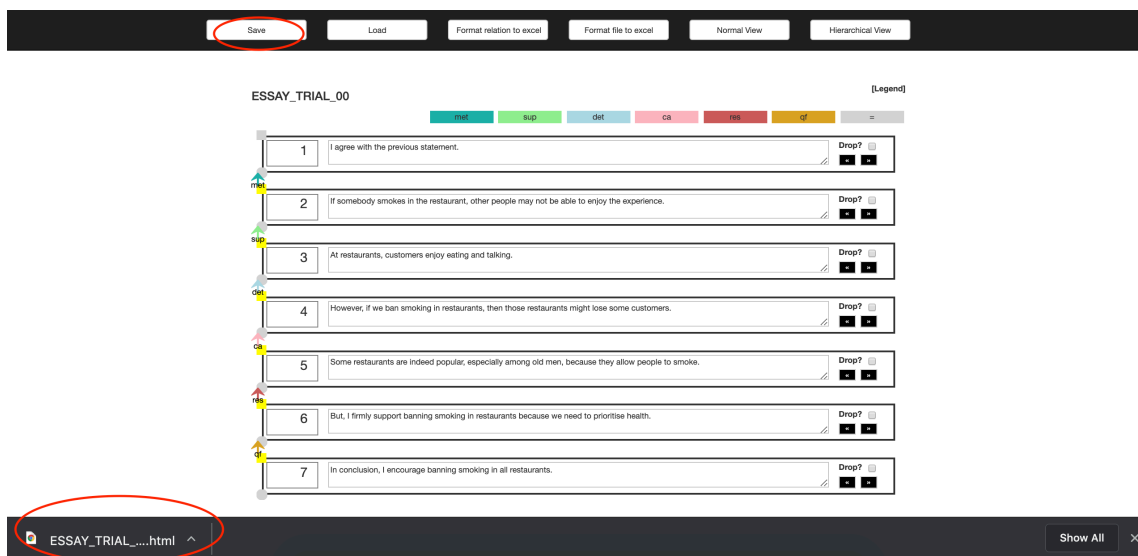 Save Load Format relation to excel Format file to excel Normal View Hierarchical View
ESSAY_TRIAL_00 [Legend]
met sup det ca res qf =
1 I agree with the previous statement. Drop?
« »
met
2 If somebody smokes in the restaurant, other people may not be able to enjoy the experience. Drop?
« »
sup
3 At restaurants, customers enjoy eating and talking. Drop?
« »
det
4 However, if we ban smoking in restaurants, then those restaurants might lose some customers. Drop?
« »
ca
5 Some restaurants are indeed popular, especially among old men, because they allow people to smoke. Drop?
« »
res
6 But, I firmly support banning smoking in restaurants because we need to prioritise health. Drop?
« »
qf
7 In conclusion, I encourage banning smoking in all restaurants. Drop?
« »
ESSAY_TRIAL_....html Show All